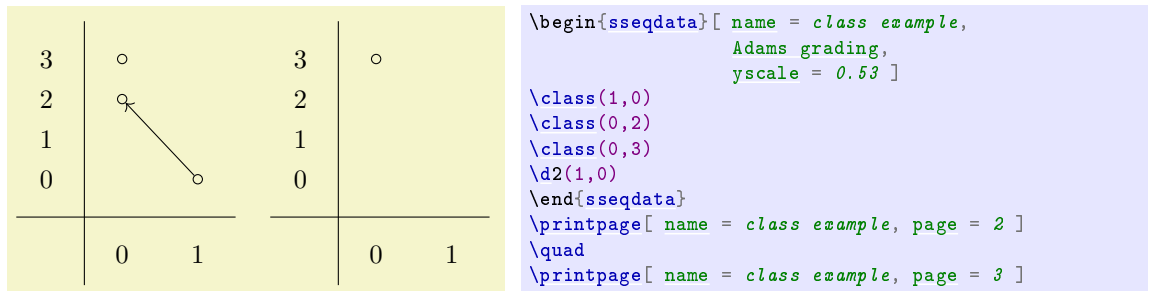 3
2
1
0
0 1
3
2
1
0
0 1
\begin{sseqdata}[ name = class example,
Adams grading,
yscale = 0.53 ]
\class(1,0)
\class(0,2)
\class(0,3)
\d2(1,0)
\end{sseqdata}
\printpage[ name = class example, page = 2 ]
\quad
\printpage[ name = class example, page = 3 ]